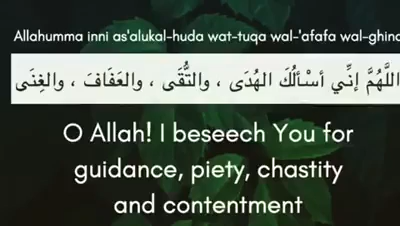 Allahumma inni as'alukal-huda wat-tuqa wal-'afafa wal-ghina
اللَّهُمَّ إِنِّي أَسْأَلُكَ الهُدَى ، والتُّقَى ، والعَفَافَ ، والغِنَى
O Allah! I beseech You for
guidance, piety, chastity
and contentment